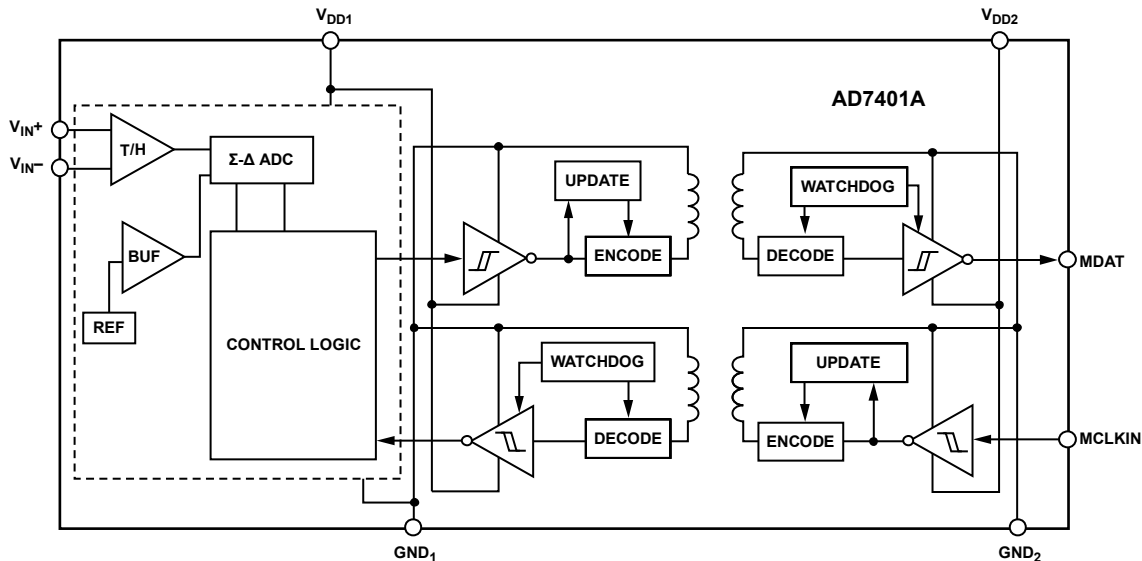 VDD1
VDD2
AD7401A
VIN+
VIN−
T/H
Σ-Δ ADC
UPDATE
WATCHDOG
BUF
ENCODE
DECODE
MDAT
REF
CONTROL LOGIC
WATCHDOG
UPDATE
DECODE
ENCODE
MCLKIN
GND1
GND2